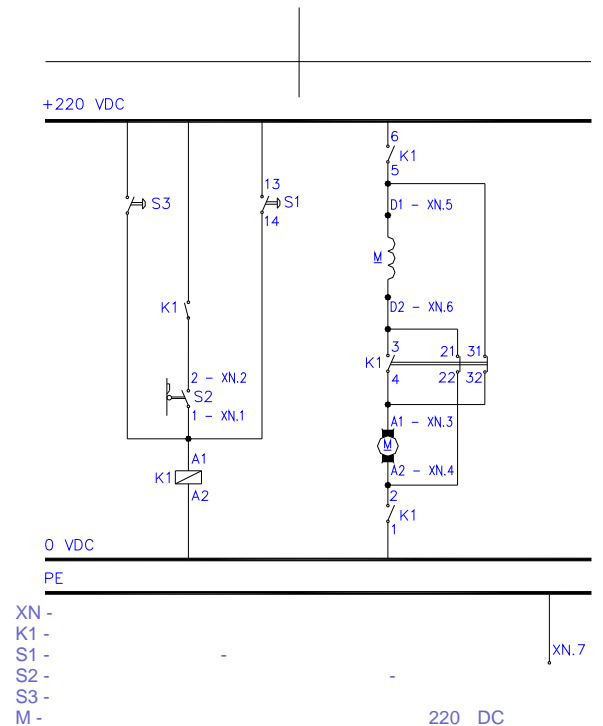 +220 VDC
6
K1
5
13
S3
S1
14
D1 - XN.5
M
K1
D2 - XN.6
3
21
31
K1
4
22
32
2 - XN.2
S2
1 - XN.1
A1 - XN.3
M
A1
K1
A2
A2 - XN.4
2
K1
1
0 VDC
PE
XN -
K1 -
S1 - -
S2 - -
S3 -
M - 220 DC
XN.7